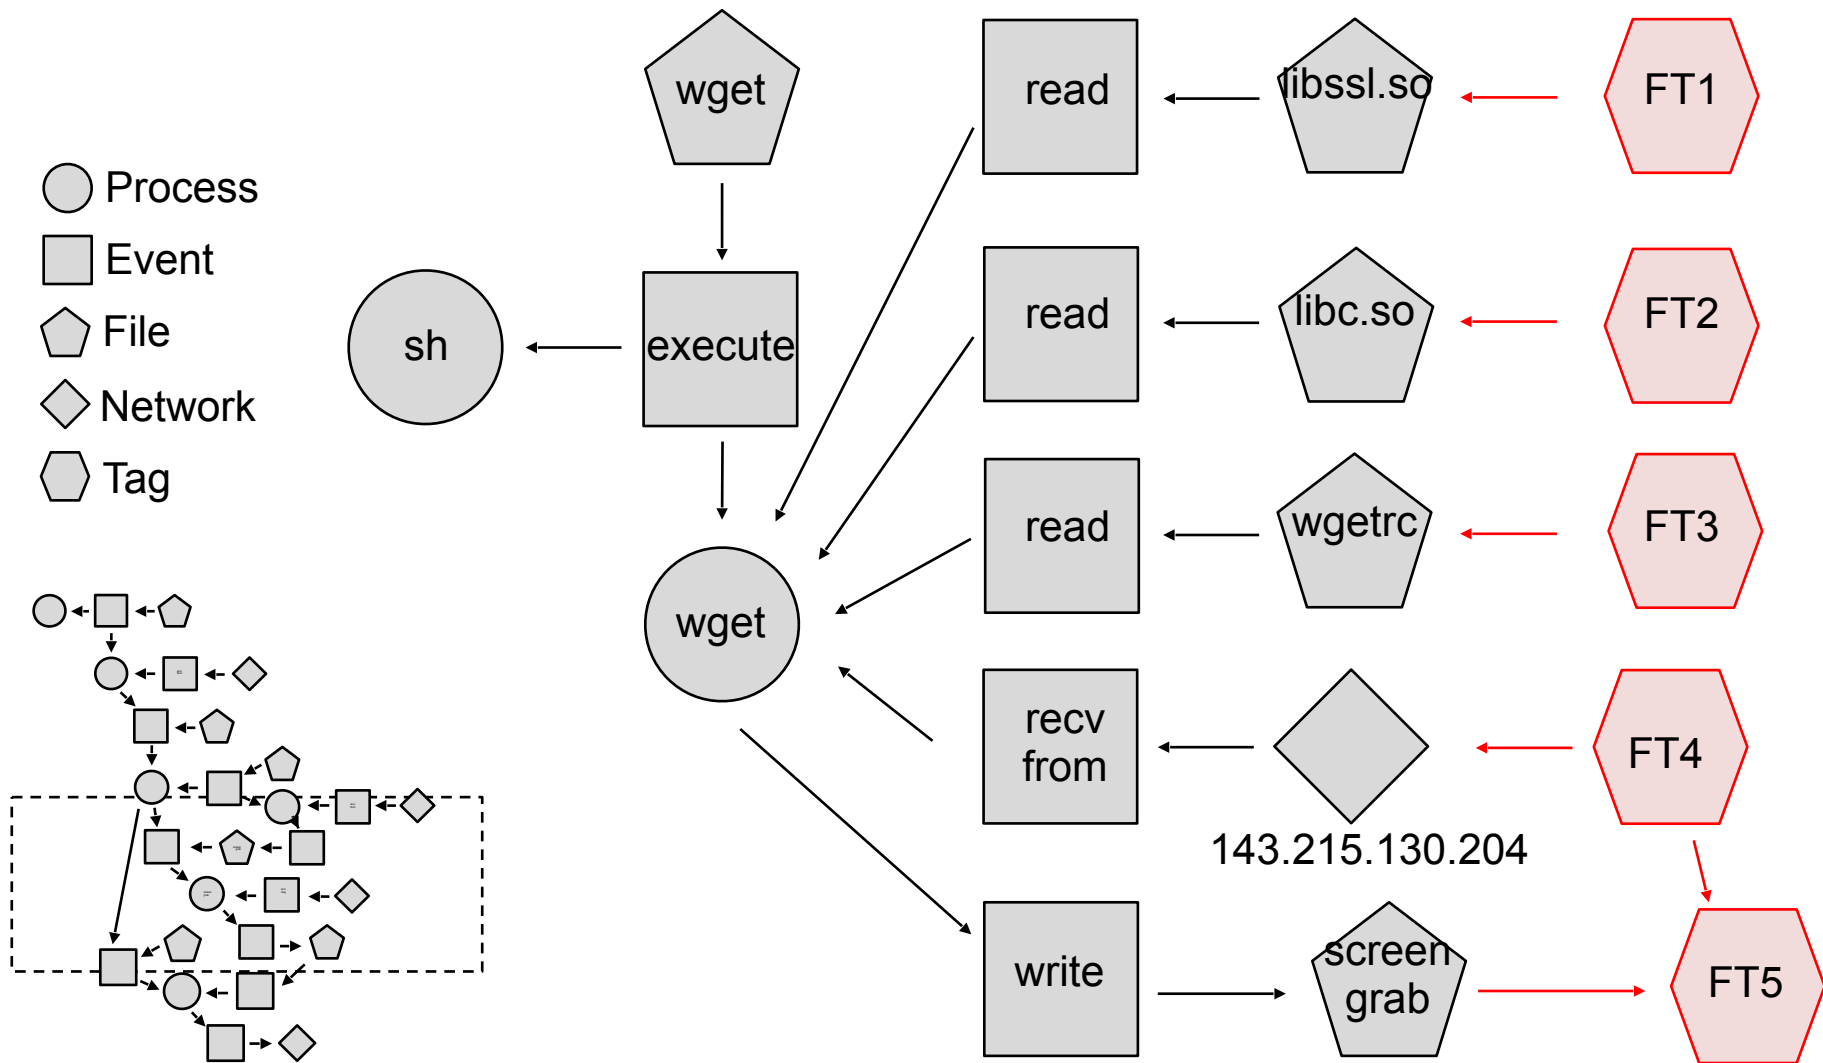 Process
Event
File
Network
Tag
wget
execute
sh
wget
read
libssl.so
FT1
read
libc.so
FT2
read
wgetrc
FT3
recv
from
143.215.130.204
FT4
write
screen
grab
FT5